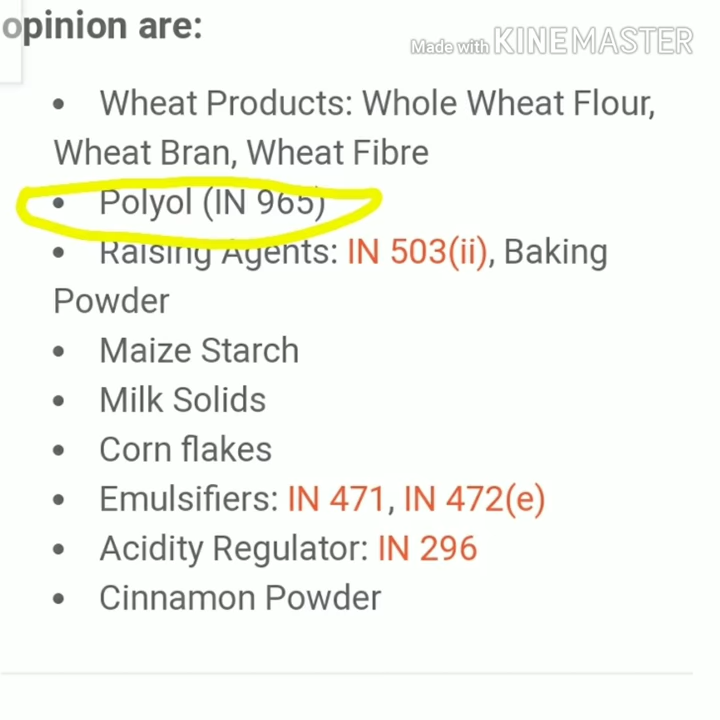 opinion are:
Made with KINEMASTER
• Wheat Products: Whole Wheat Flour,
Wheat Bran, Wheat Fibre
• Polyol (IN 965)
• Raising Agents: IN 503(ii), Baking
Powder
• Maize Starch
• Milk Solids
• Corn flakes
• Emulsifiers: IN 471, IN 472(e)
• Acidity Regulator: IN 296
• Cinnamon Powder